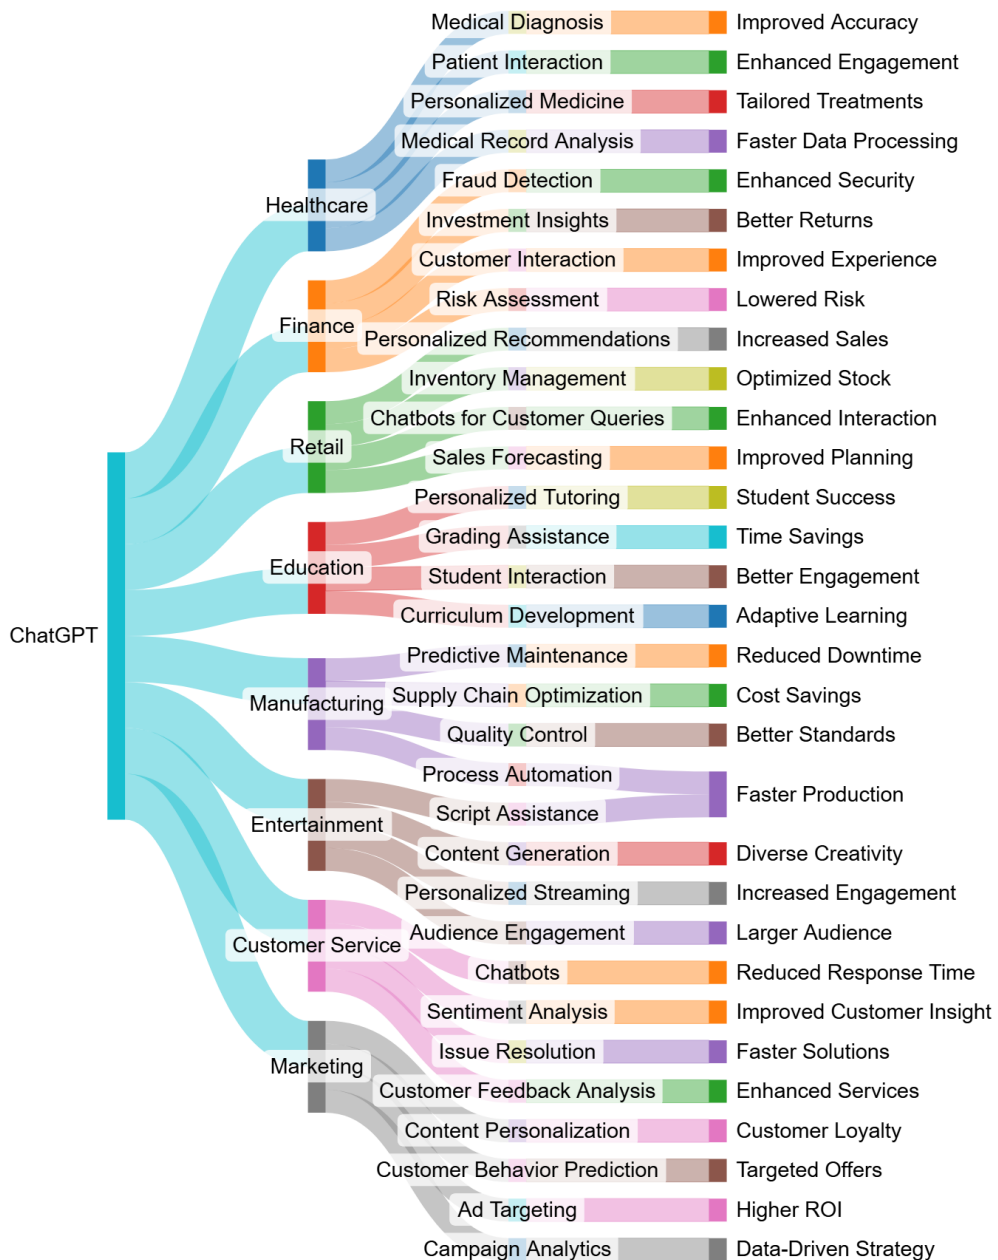 ChatGPT
Healthcare
Finance
Retail
Education
Manufacturing
Entertainment
Customer Service
Marketing
Medical Diagnosis
Patient Interaction
Personalized Medicine
Medical Record Analysis
Fraud Detection
Investment Insights
Customer Interaction
Risk Assessment
Personalized Recommendations
Inventory Management
Chatbots for Customer Queries
Sales Forecasting
Personalized Tutoring
Grading Assistance
Student Interaction
Curriculum Development
Predictive Maintenance
Supply Chain Optimization
Quality Control
Process Automation
Script Assistance
Content Generation
Personalized Streaming
Audience Engagement
Chatbots
Sentiment Analysis
Issue Resolution
Customer Feedback Analysis
Content Personalization
Customer Behavior Prediction
Ad Targeting
Campaign Analytics
Improved Accuracy
Enhanced Engagement
Tailored Treatments
Faster Data Processing
Enhanced Security
Better Returns
Improved Experience
Lowered Risk
Increased Sales
Optimized Stock
Enhanced Interaction
Improved Planning
Student Success
Time Savings
Better Engagement
Adaptive Learning
Reduced Downtime
Cost Savings
Better Standards
Faster Production
Diverse Creativity
Increased Engagement
Larger Audience
Reduced Response Time
Improved Customer Insight
Faster Solutions
Enhanced Services
Customer Loyalty
Targeted Offers
Higher ROI
Data-Driven Strategy